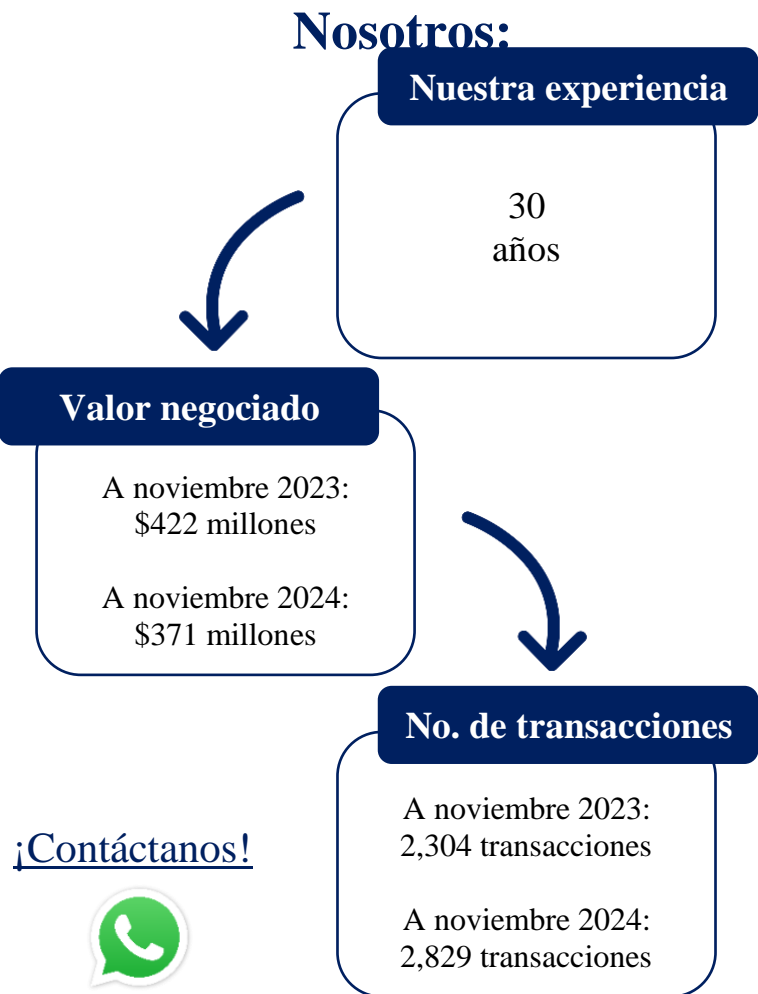 Nosotros:
Nuestra experiencia
30
años
Valor negociado
A noviembre 2023:
$422 millones
A noviembre 2024:
$371 millones
No. de transacciones
A noviembre 2023:
2,304 transacciones
A noviembre 2024:
2,829 transacciones
¡Contáctanos!